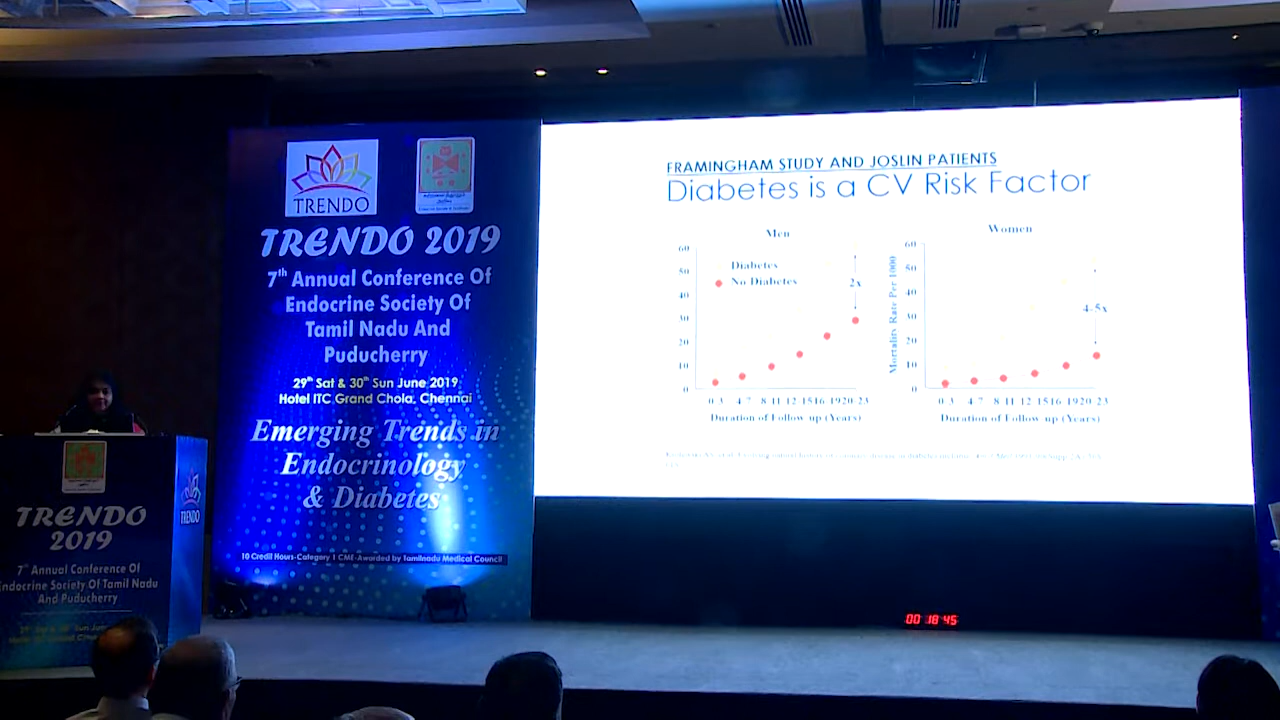 TRENDO
TRENDO 2019
7th Annual Conference Of
Endocrine Society Of
Tamil Nadu And
Puducherry
29th Sat & 30th Sun June 2019
Hotel ITC Grand Chola, Chennai
Emerging Trends in
Endocrinology
& Diabetes
10 Credit Hours-Category 1 CME-Awarded by Tamilnadu Medical Council
FRAMINGHAM STUDY AND JOSLIN PATIENTS
Diabetes is a CV Risk Factor
Men
60
50
40
30
20
10
0
Diabetes
No Diabetes
2x
0-3 4-7 8-11 12-15 16-19 20-23
Duration of Follow-up (Years)
Women
Mortality Rate Per 1000
60
50
40
30
20
10
0
4-5x
0-3 4-7 8-11 12-15 16-19 20-23
Duration of Follow-up (Years)
TRENDO
2019
7th Annual Conference Of
Endocrine Society Of Tamil Nadu
And Puducherry
TRENDO
00 18 45